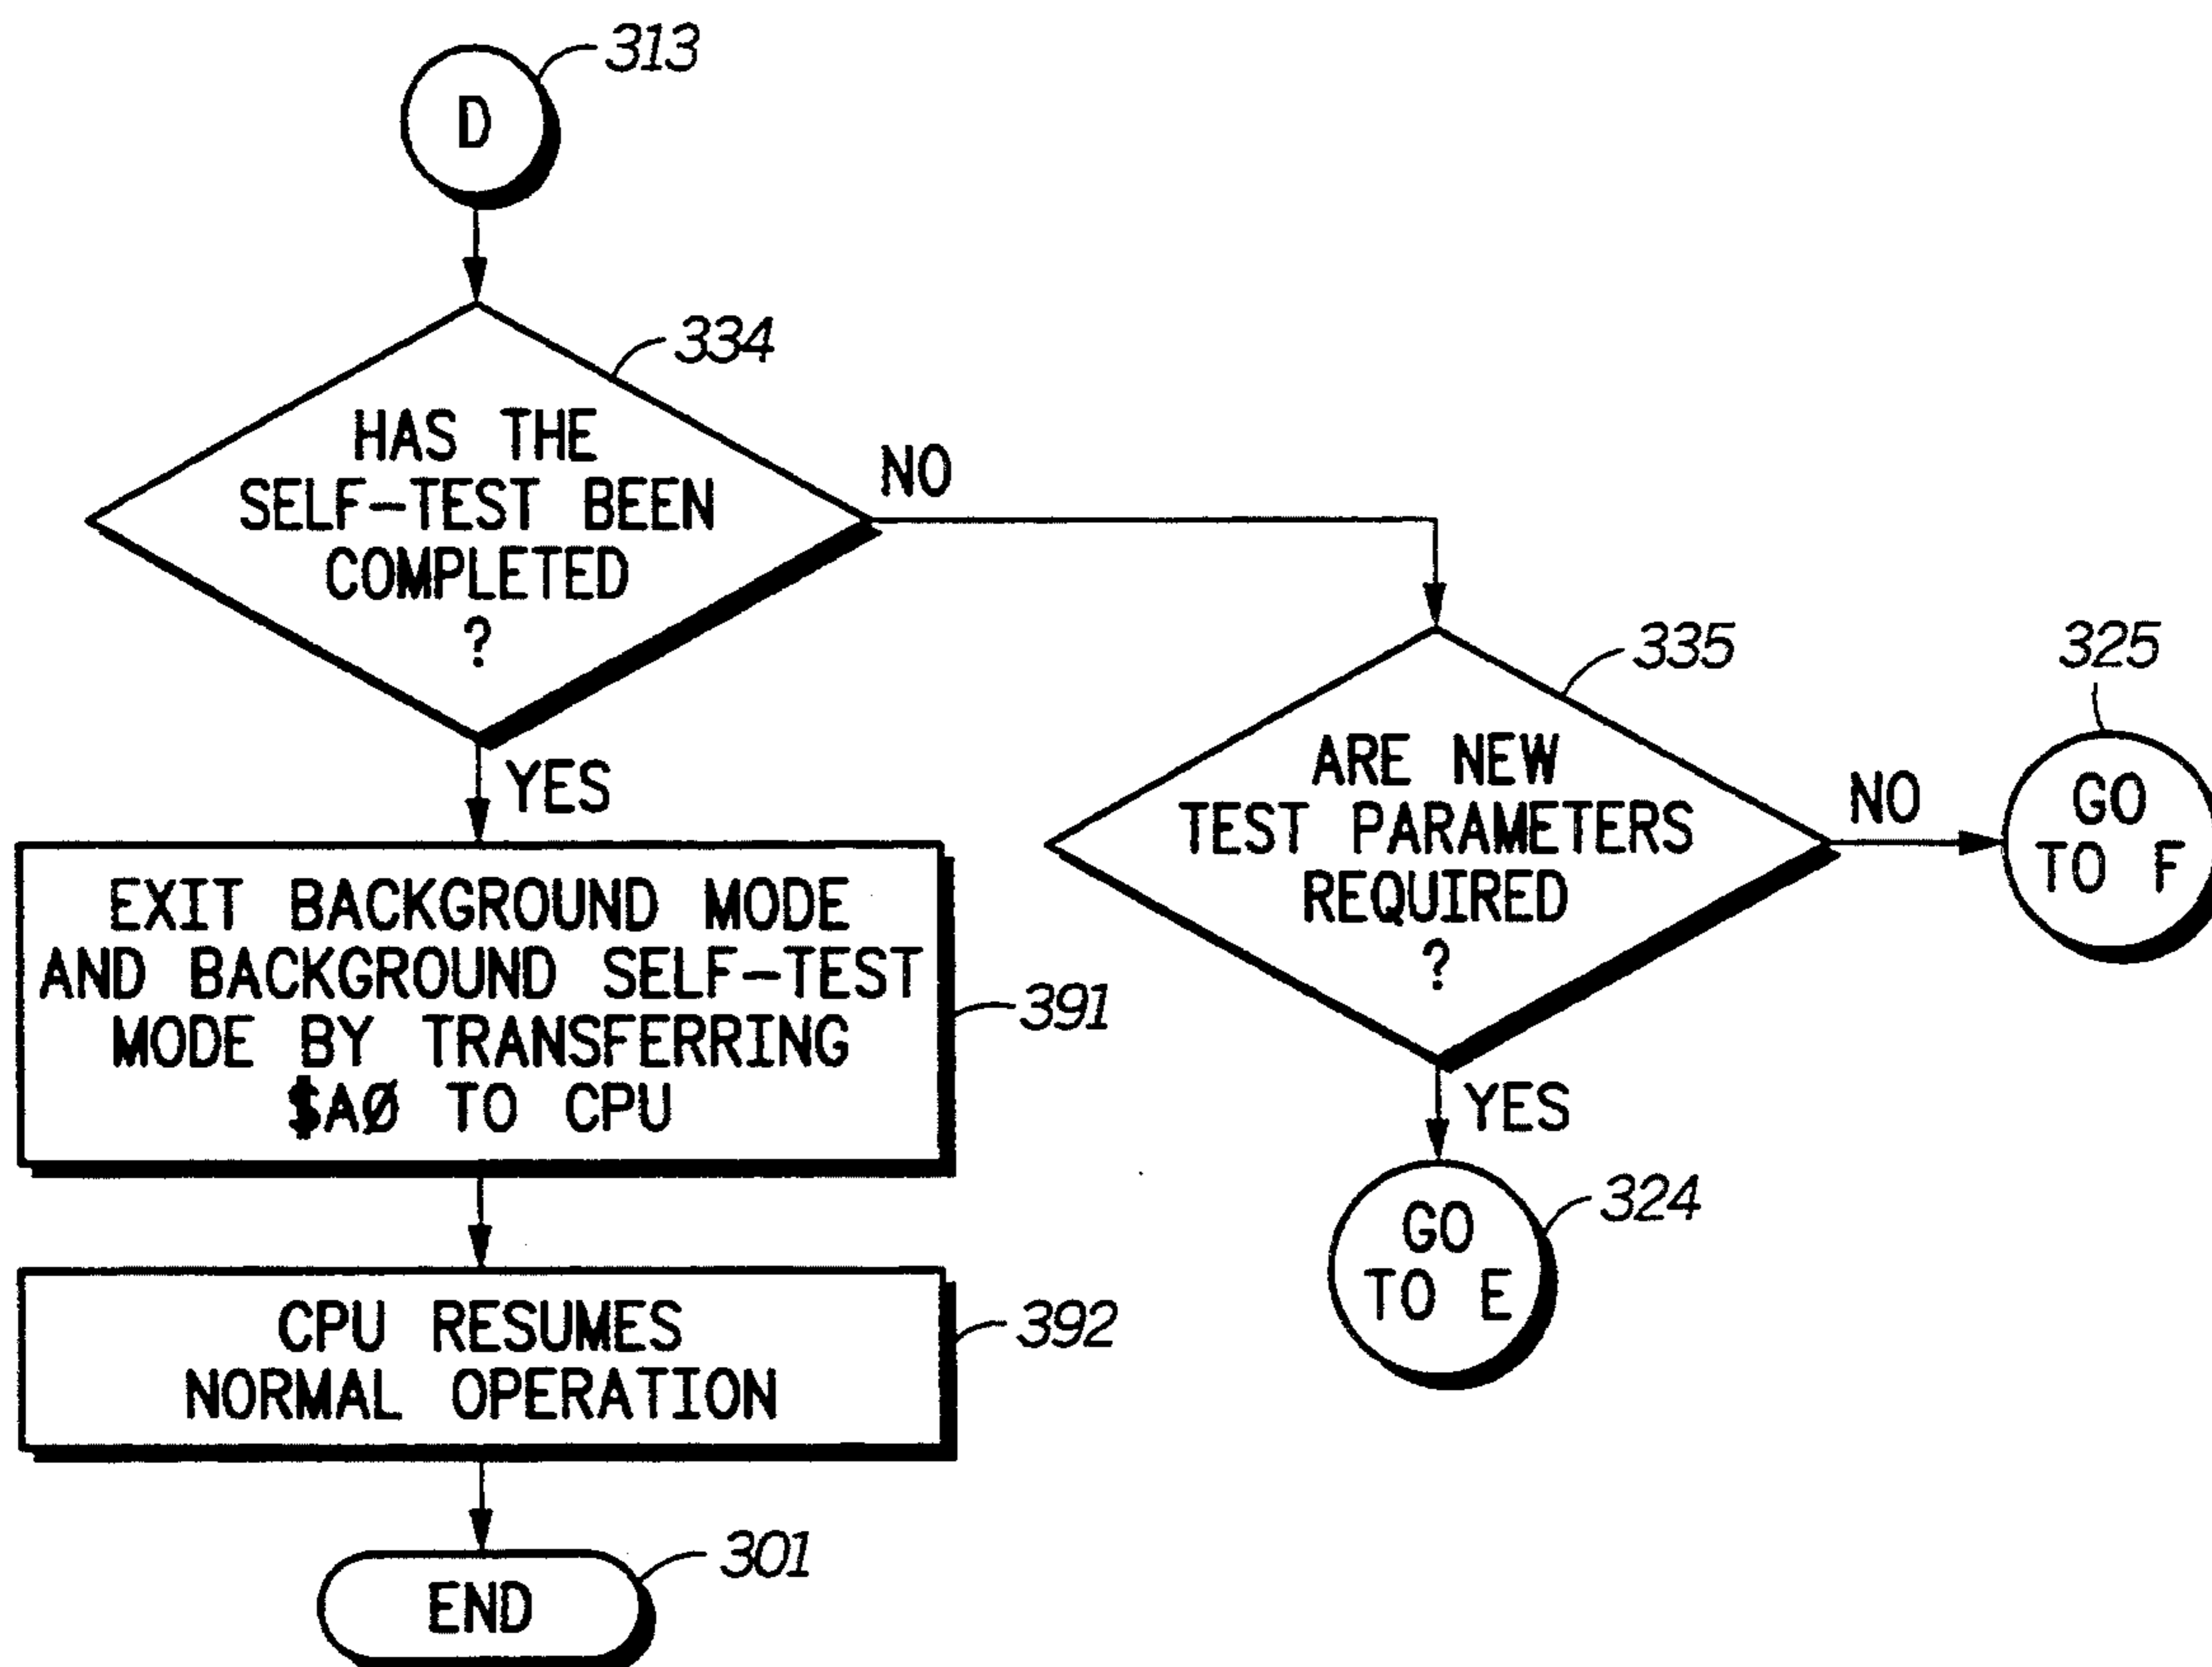 313
D
334
HAS THE
SELF-TEST BEEN
COMPLETED
?
NO
YES
335
ARE NEW
TEST PARAMETERS
REQUIRED
?
NO
325
GO
TO F
YES
324
GO
TO E
EXIT BACKGROUND MODE
AND BACKGROUND SELF-TEST
MODE BY TRANSFERRING
$AØ TO CPU
391
CPU RESUMES
NORMAL OPERATION
392
END
301